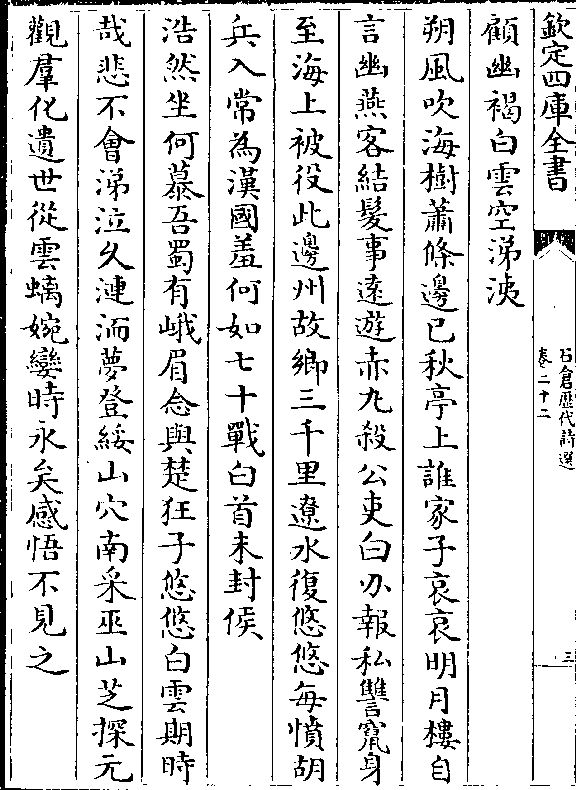 欽定四庫全書
石倉歷代詩選
卷二十二
三
顧幽褐白雲空涕洟
朔風吹海樹蕭條邊已秋亭上誰家子哀哀明月樓自
言幽燕客結髮事遠遊赤丸殺公吏白刃報私讐竄身
至海上被役此邊州故鄉三千里遼水復悠悠每憤胡
兵入常為漢國羞何如七十戰白首未封侯
浩然坐何慕吾蜀有峨眉念與楚狂子悠悠白雲期時
哉悲不會涕泣久漣洏夢登綏山穴南采巫山芝探元
觀羣化遺世從雲螭婉孌時永矣感悟不見之